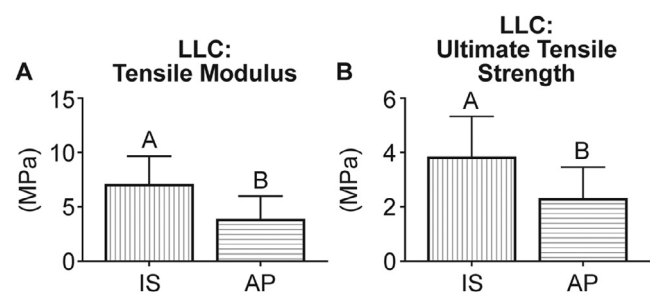 A
LLC:
Tensile Modulus
(MPa)
15
10
5
0
A
B
IS
AP
B
LLC:
Ultimate Tensile
Strength
(MPa)
6
4
2
0
A
B
IS
AP